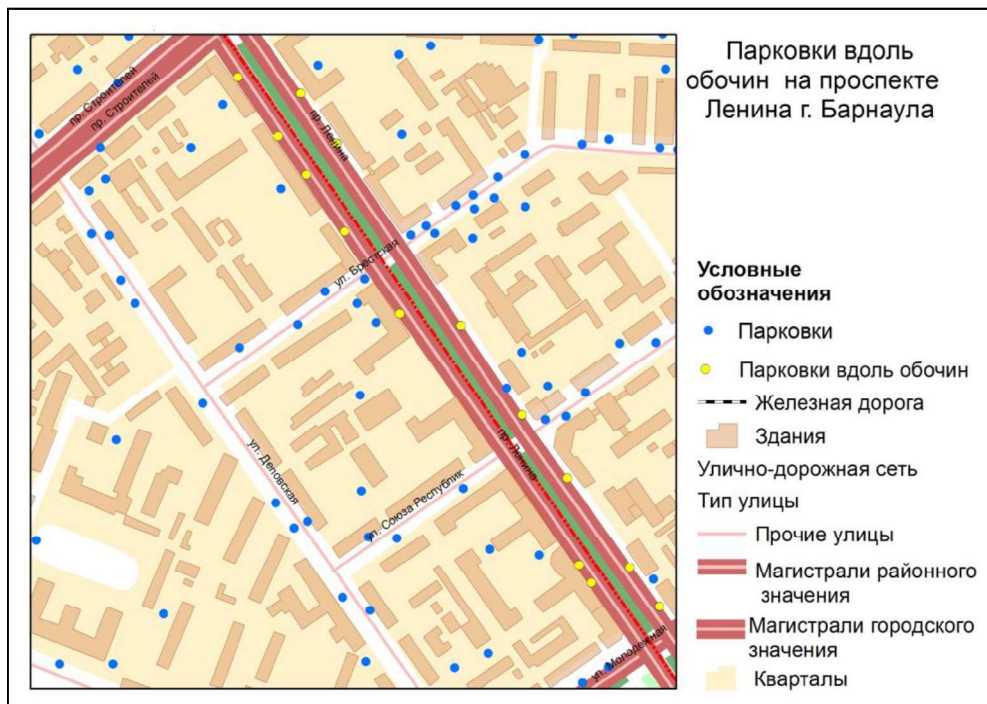 Парковки вдоль
обочин на проспекте
Ленина г. Барнаула
пр. Строителей
пр. Строителей
пр. Ленина
ул. Брестская
пр. Ленина
ул. Деповская
ул. Союза Республик
ул. Молодежная
Условные
обозначения
Парковки
Парковки вдоль обочин
Железная дорога
Здания
Улично-дорожная сеть
Тип улицы
Прочие улицы
Магистрали районного
значения
Магистрали городского
значения
Кварталы